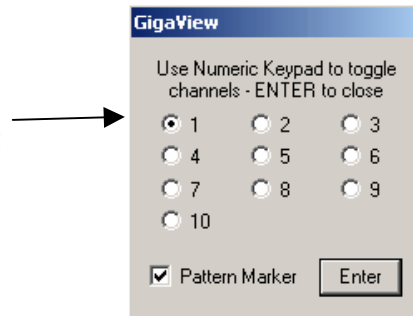 GigaView
Use Numeric Keypad to toggle
channels - ENTER to close
1 2 3
4 5 6
7 8 9
10
Pattern Marker Enter